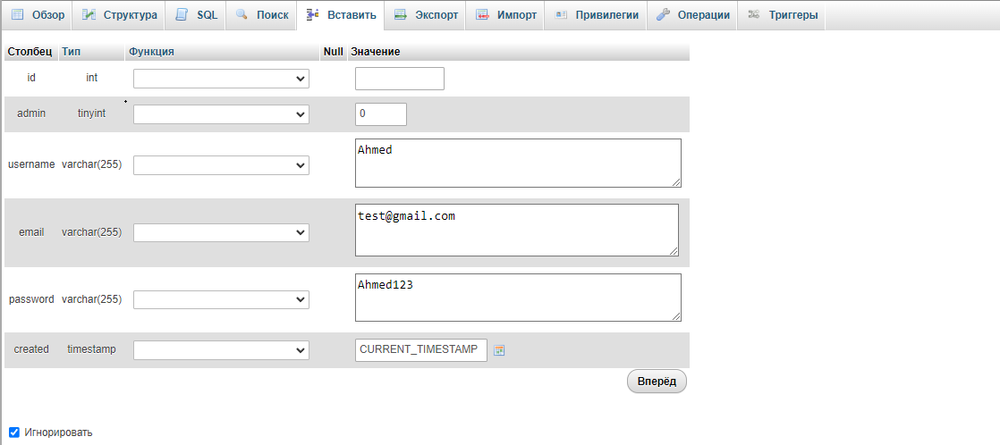 Обзор Структура SQL Поиск Вставить Экспорт Импорт Привилегии Операции Триггеры
Столбец Тип Функция Null Значение
id int
admin tinyint 0
username varchar(255) Ahmed
email varchar(255) test@gmail.com
password varchar(255) Ahmed123
created timestamp CURRENT_TIMESTAMP
Вперёд
Игнорировать